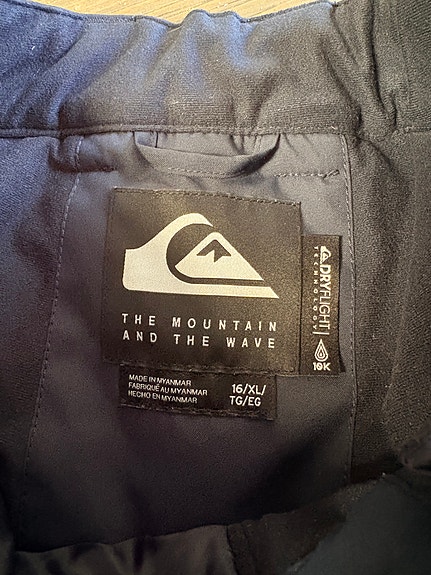 THE MOUNTAIN
AND THE WAVE
DRYFLIGHT
TECHNOLOGY
10K
MADE IN MYANMAR
FABRIQUÉ AU MYANMAR
HECHO EN MYANMAR
16/XL/
TG/EG